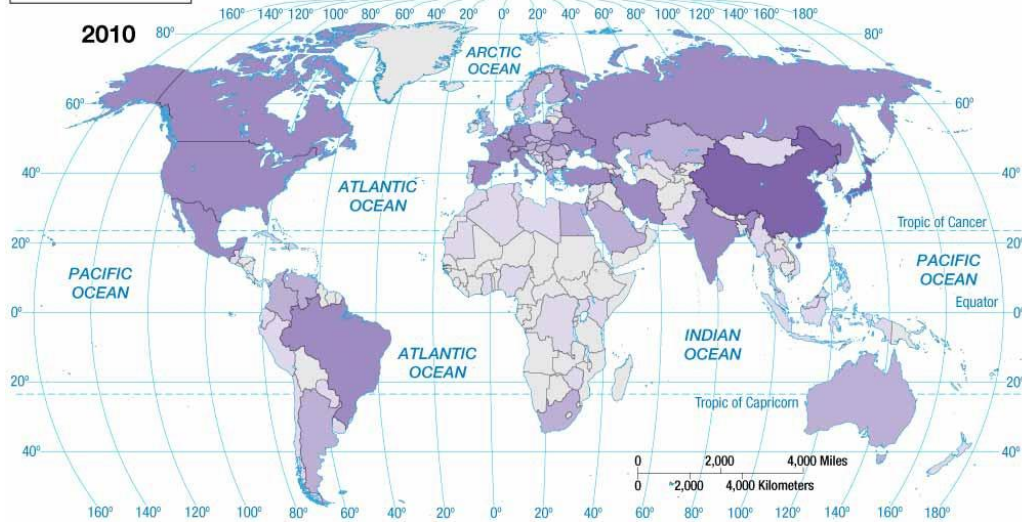 160° 140° 120° 100° 80° 60° 40° 20° 0° 20° 40° 60° 80° 100° 120° 140° 160° 180°
2010
80°
80°
ARCTIC
OCEAN
60°
60°
40°
40°
ATLANTIC
OCEAN
Tropic of Cancer
20°
20°
PACIFIC
OCEAN
PACIFIC
OCEAN
Equator
0°
0°
ATLANTIC
OCEAN
INDIAN
OCEAN
20°
20°
Tropic of Capricorn
40°
40°
0 2,000 4,000 Miles
0 2,000 4,000 Kilometers
160° 140° 120° 100° 80° 60° 40° 20° 0° 20° 40° 60° 80° 100° 120° 140° 160° 180°